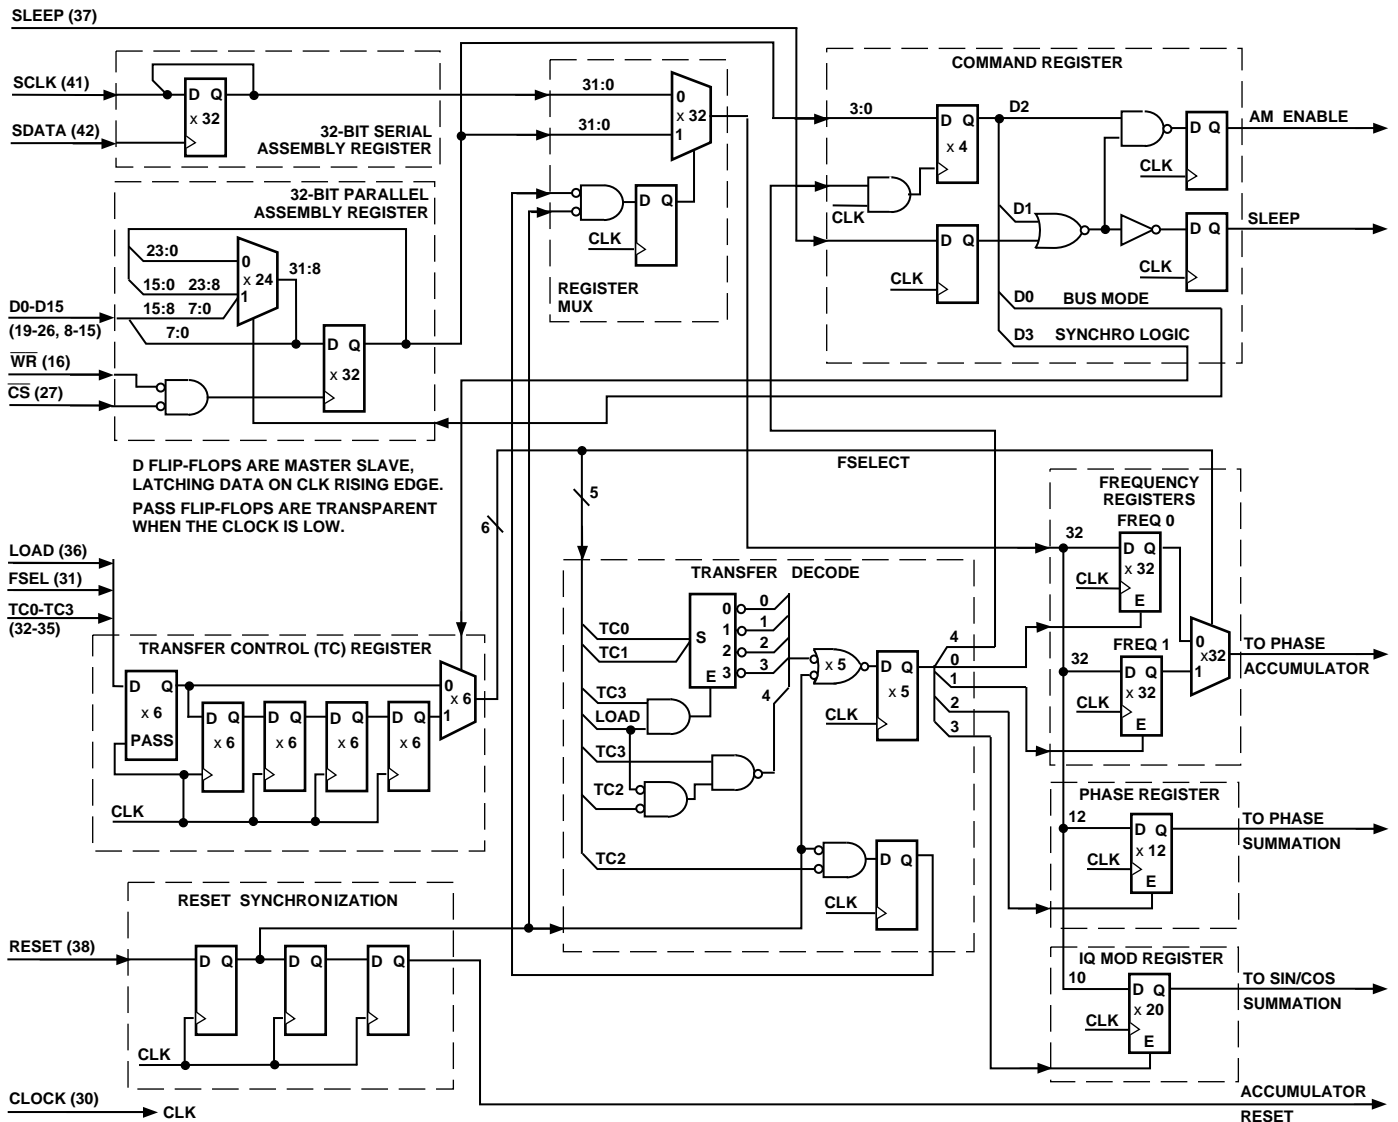 SLEEP (37)
SCLK (41)
SDATA (42)
D Q
x 32
32-BIT SERIAL
ASSEMBLY REGISTER
31:0
31:0
0
x 32
1
D Q
CLK
REGISTER
MUX
COMMAND REGISTER
3:0
D Q
x 4
CLK
D2
D1
D Q
CLK
D Q
CLK
D Q
CLK
D0
BUS MODE
D3
SYNCHRO LOGIC
AM ENABLE
SLEEP
32-BIT PARALLEL
ASSEMBLY REGISTER
23:0
0
x 24
1
31:8
15:0 23:8
15:8 7:0
7:0
D Q
x 32
D0-D15
(19-26, 8-15)
WR (16)
CS (27)
D FLIP-FLOPS ARE MASTER SLAVE,
LATCHING DATA ON CLK RISING EDGE.
PASS FLIP-FLOPS ARE TRANSPARENT
WHEN THE CLOCK IS LOW.
FSELECT
5
6
LOAD (36)
FSEL (31)
TC0-TC3
(32-35)
TRANSFER CONTROL (TC) REGISTER
D Q
x 6
PASS
D Q
x 6
D Q
x 6
D Q
x 6
D Q
x 6
0
x 6
1
CLK
TRANSFER DECODE
TC0
TC1
S
0
1
2
3
E
0
1
2
3
4
TC3
LOAD
TC3
TC2
TC2
x 5
D Q
x 5
CLK
4
0
1
2
3
D Q
CLK
FREQUENCY
REGISTERS
FREQ 0
32
D Q
x 32
CLK
E
FREQ 1
32
D Q
x 32
CLK
E
0
x32
1
TO PHASE
ACCUMULATOR
PHASE REGISTER
12
D Q
x 12
CLK
E
TO PHASE
SUMMATION
IQ MOD REGISTER
10
D Q
x 20
CLK
E
TO SIN/COS
SUMMATION
RESET SYNCHRONIZATION
RESET (38)
D Q
D Q
D Q
CLK
CLOCK (30)
CLK
ACCUMULATOR
RESET